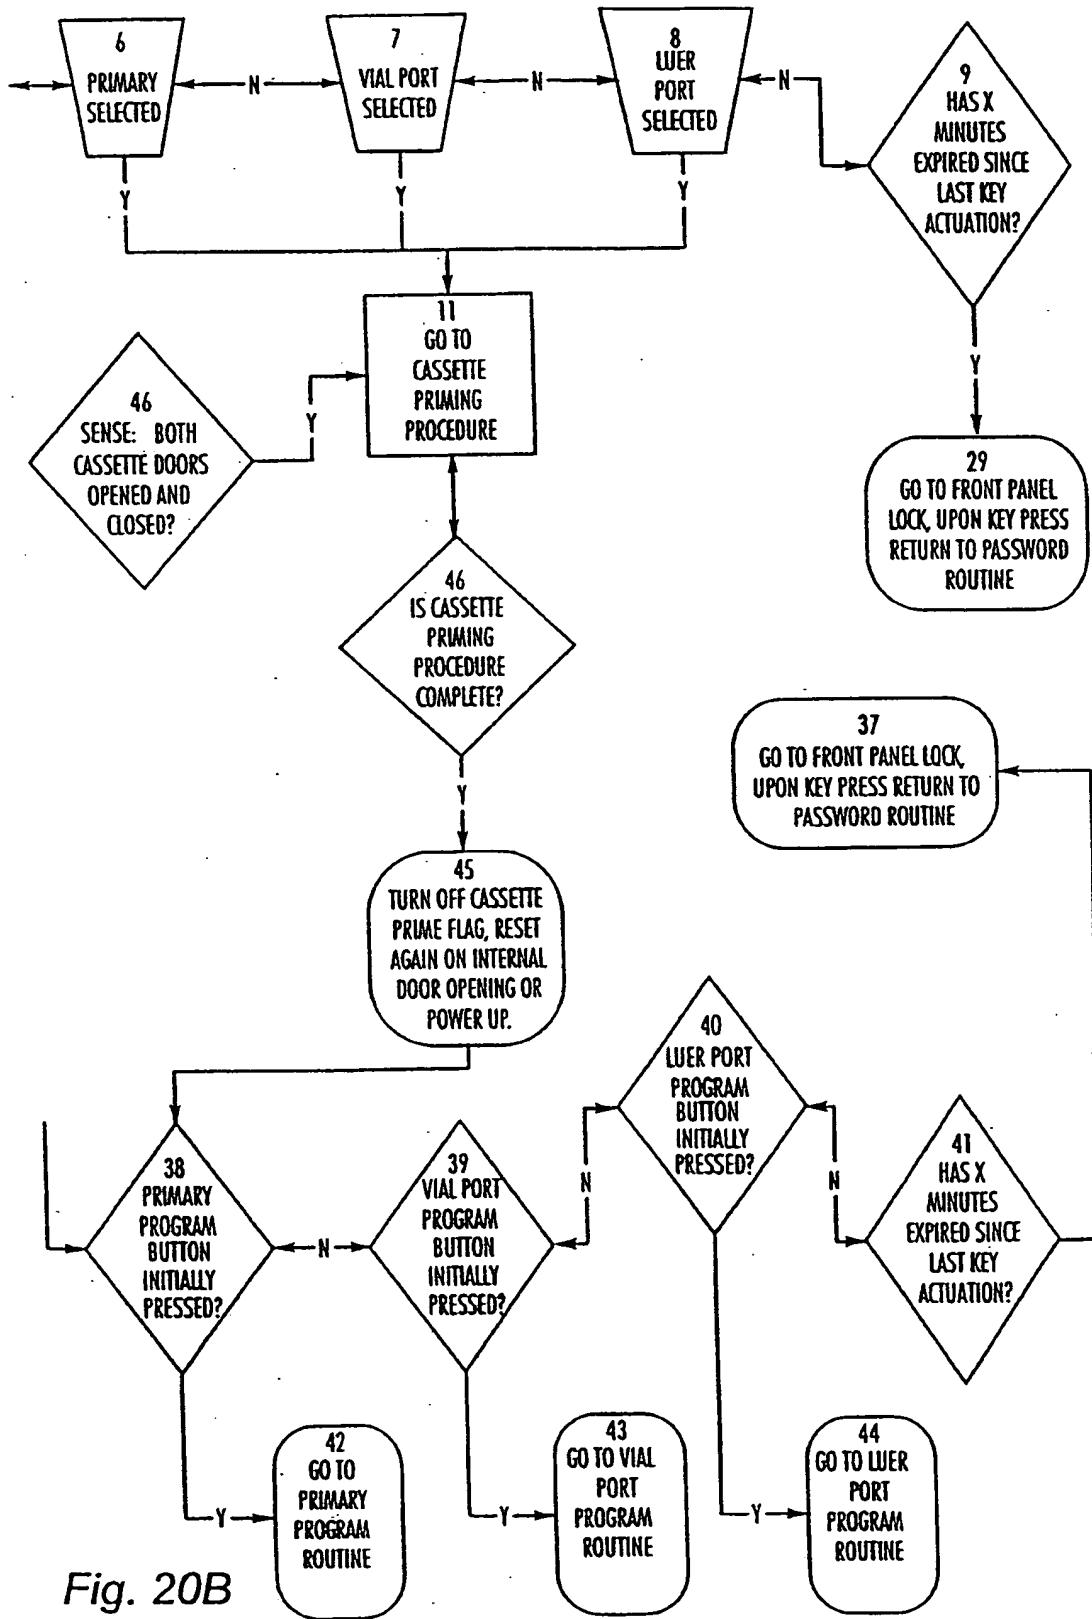 6
PRIMARY
SELECTED
N
7
VIAL PORT
SELECTED
N
8
LUER
PORT
SELECTED
N
9
HAS X
MINUTES
EXPIRED SINCE
LAST KEY
ACTUATION?
Y
Y
Y
Y
11
GO TO
CASSETTE
PRIMING
PROCEDURE
46
SENSE: BOTH
CASSETTE DOORS
OPENED AND
CLOSED?
Y
29
GO TO FRONT PANEL
LOCK, UPON KEY PRESS
RETURN TO PASSWORD
ROUTINE
46
IS CASSETTE
PRIMING
PROCEDURE
COMPLETE?
Y
37
GO TO FRONT PANEL LOCK,
UPON KEY PRESS RETURN TO
PASSWORD ROUTINE
45
TURN OFF CASSETTE
PRIME FLAG, RESET
AGAIN ON INTERNAL
DOOR OPENING OR
POWER UP.
38
PRIMARY
PROGRAM
BUTTON
INITIALLY
PRESSED?
N
39
VIAL PORT
PROGRAM
BUTTON
INITIALLY
PRESSED?
N
40
LUER PORT
PROGRAM
BUTTON
INITIALLY
PRESSED?
N
41
HAS X
MINUTES
EXPIRED SINCE
LAST KEY
ACTUATION?
Y
42
GO TO
PRIMARY
PROGRAM
ROUTINE
Y
43
GO TO VIAL
PORT
PROGRAM
ROUTINE
Y
44
GO TO LUER
PORT
PROGRAM
ROUTINE
Fig. 20B